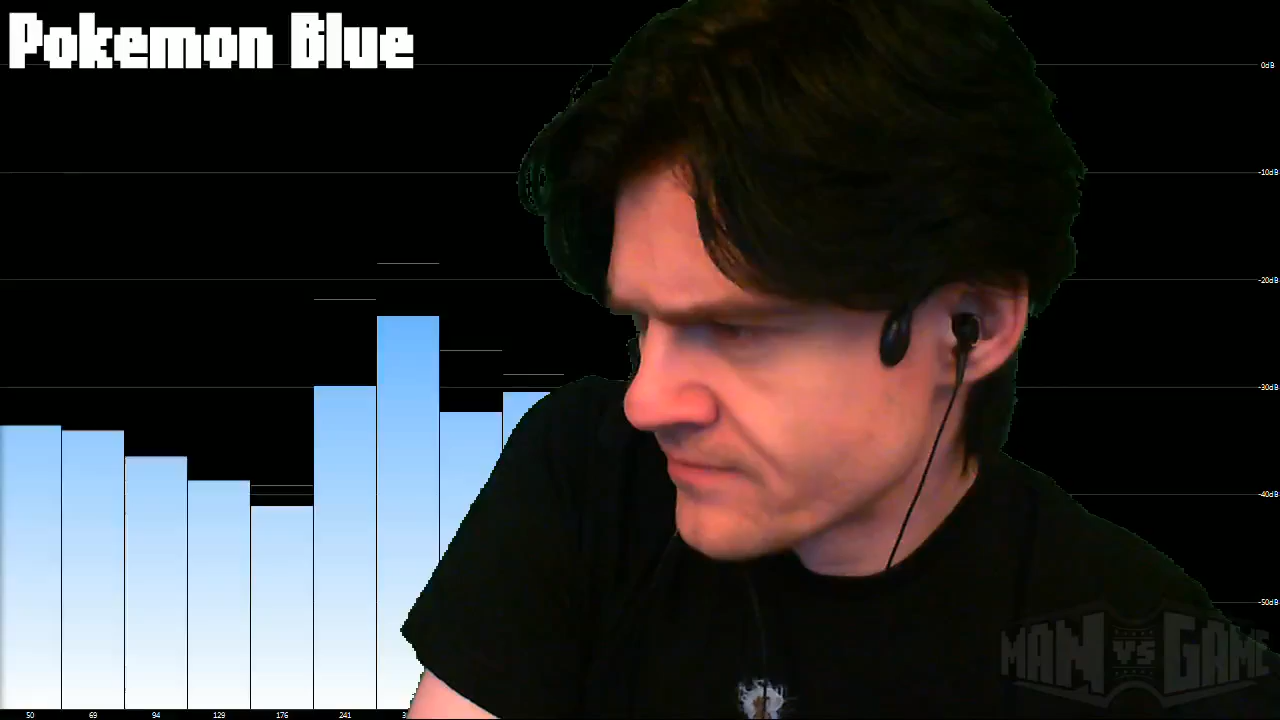 Pokemon Blue
0dB
-10dB
-20dB
-30dB
-40dB
-50dB
MAN VS GAME
50 69 94 129 176 241